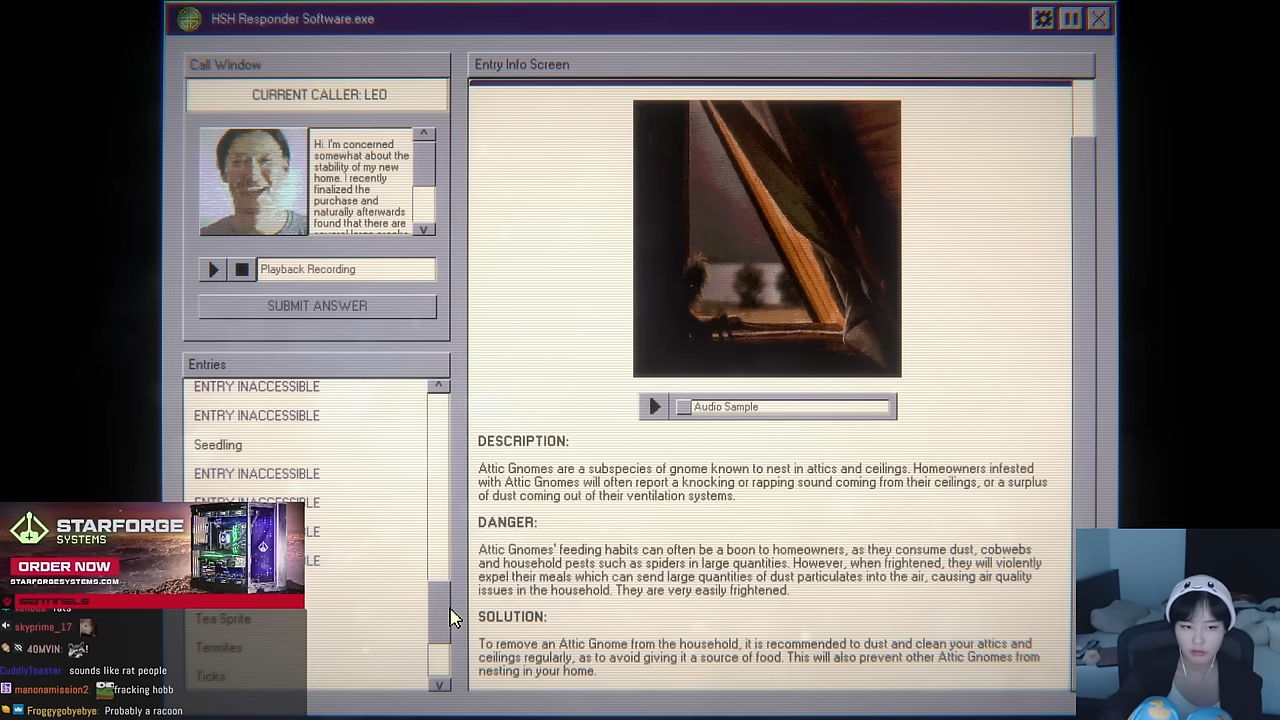 HSH Responder Software.exe
Call Window
CURRENT CALLER: LEO
Hi. I'm concerned
somewhat about the
stability of my new
home. I recently
finalized the
purchase and
naturally afterwards
found that there are
Playback Recording
SUBMIT ANSWER
Entries
ENTRY INACCESSIBLE
ENTRY INACCESSIBLE
Seedling
ENTRY INACCESSIBLE
Tea Sprite
Termites
Ticks
Entry Info Screen
Audio Sample
DESCRIPTION:
Attic Gnomes are a subspecies of gnome known to nest in attics and ceilings. Homeowners infested
with Attic Gnomes will often report a knocking or rapping sound coming from their ceilings, or a surplus
of dust coming out of their ventilation systems.
DANGER:
Attic Gnomes' feeding habits can often be a boon to homeowners, as they consume dust, cobwebs
and household pests such as spiders in large quantities. However, when frightened, they will violently
expel their meals which can send large quantities of dust particulates into the air, causing air quality
issues in the household. They are very easily frightened.
SOLUTION:
To remove an Attic Gnome from the household, it is recommended to dust and clean your attics and
ceilings regularly, as to avoid giving it a source of food. This will also prevent other Attic Gnomes from
nesting in your home.
STARFORGE
SYSTEMS
ORDER NOW
STARFORGESYSTEMS.COM
SENTINELS
skyprime_17
40MVIN:
CuddlyToaster sounds like rat people
manonamission2: fracking hobb
Froggygobyebye: Probably a racoon